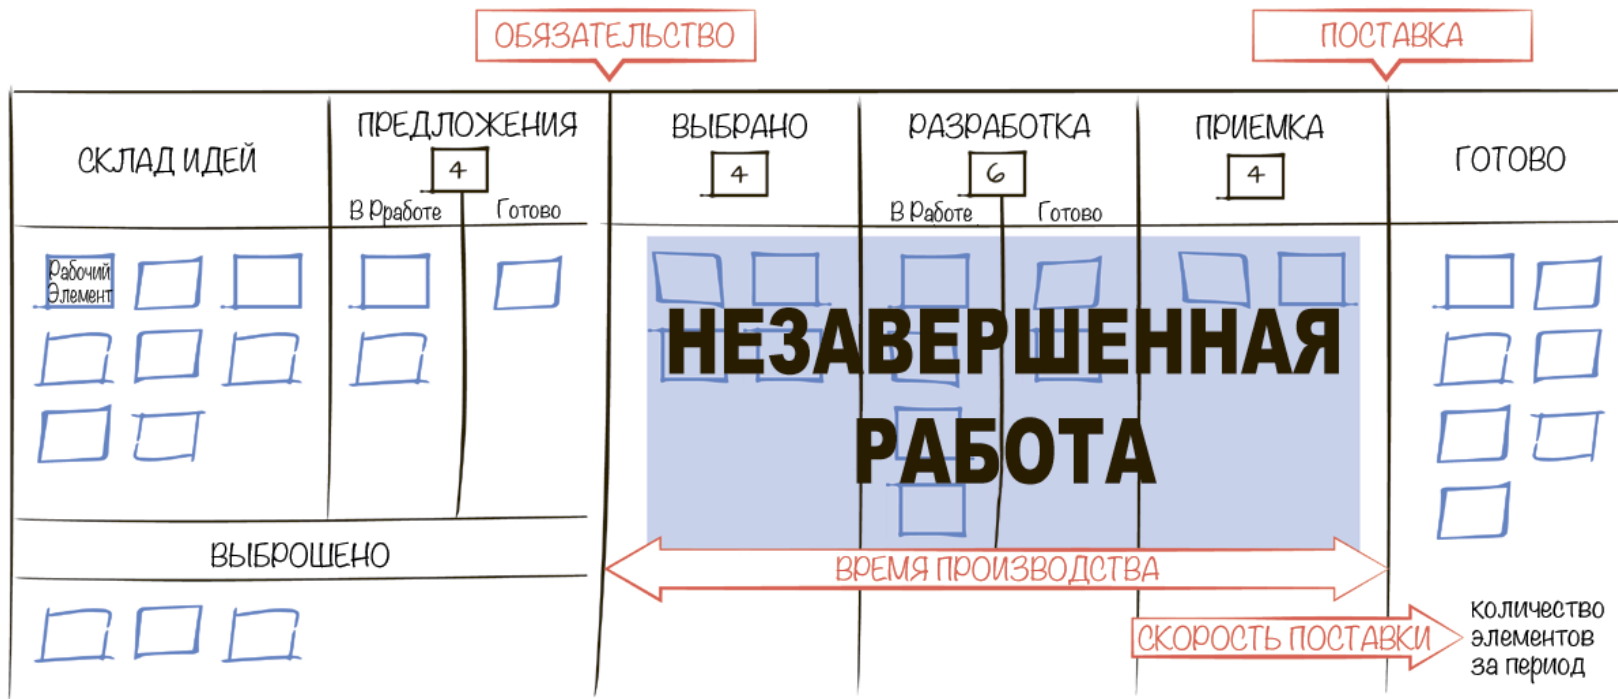 ОБЯЗАТЕЛЬСТВО
ПОСТАВКА
СКЛАД ИДЕЙ
ПРЕДЛОЖЕНИЯ
4
В Рработе
Готово
ВЫБРАНО
4
РАЗРАБОТКА
6
В Работе
Готово
ПРИЕМКА
4
ГОТОВО
Рабочий
Элемент
НЕЗАВЕРШЕННАЯ
РАБОТА
ВЫБРОШЕНО
ВРЕМЯ ПРОИЗВОДСТВА
СКОРОСТЬ ПОСТАВКИ
количество
элементов
за период